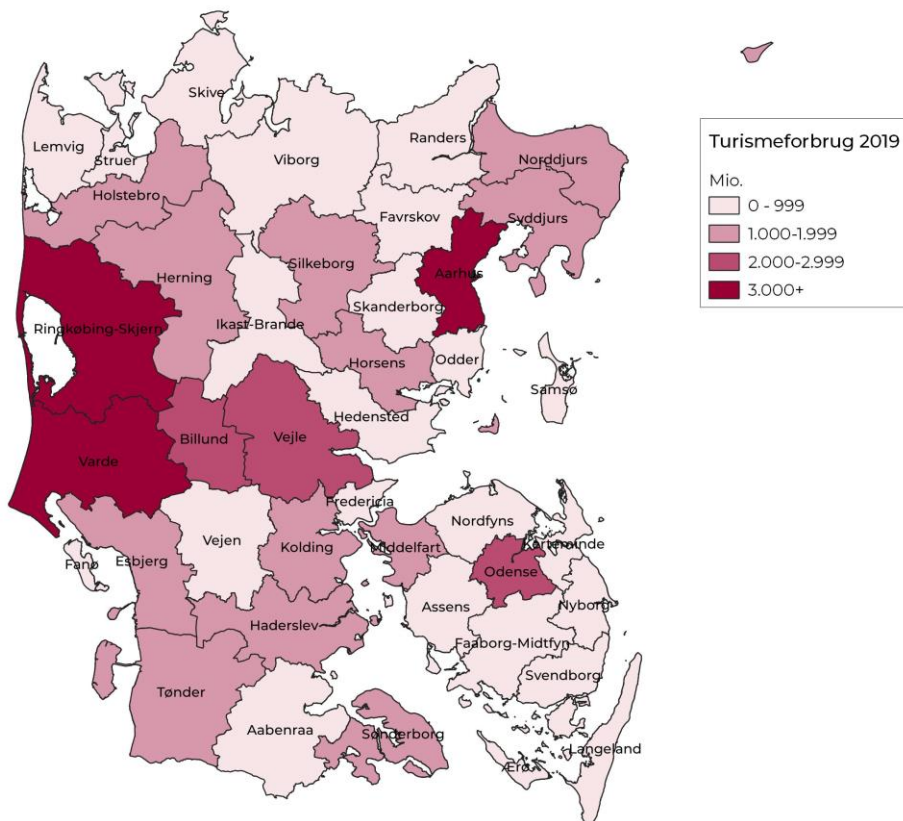 Skive
Lemvig
Struer
Viborg
Randers
Norddjurs
Holstebro
Favrskov
Syddjurs
Herning
Silkeborg
Aarhus
Skanderborg
Ringkøbing-Skjern
Ikast-Brande
Horsens
Odder
Samsø
Hedensted
Billund
Vejle
Varde
Fredericia
Nordfyns
Vejen
Kolding
Middelfart
Kerteminde
Fanø
Esbjerg
Odense
Assens
Nyborg
Haderslev
Faaborg-Midtfyn
Svendborg
Tønder
Aabenraa
Sønderborg
Langeland
Ærø
Turismeforbrug 2019
Mio.
0 - 999
1.000-1.999
2.000-2.999
3.000+